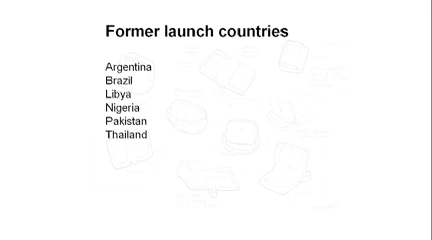 Former launch countries
Argentina
Brazil
Libya
Nigeria
Pakistan
Thailand